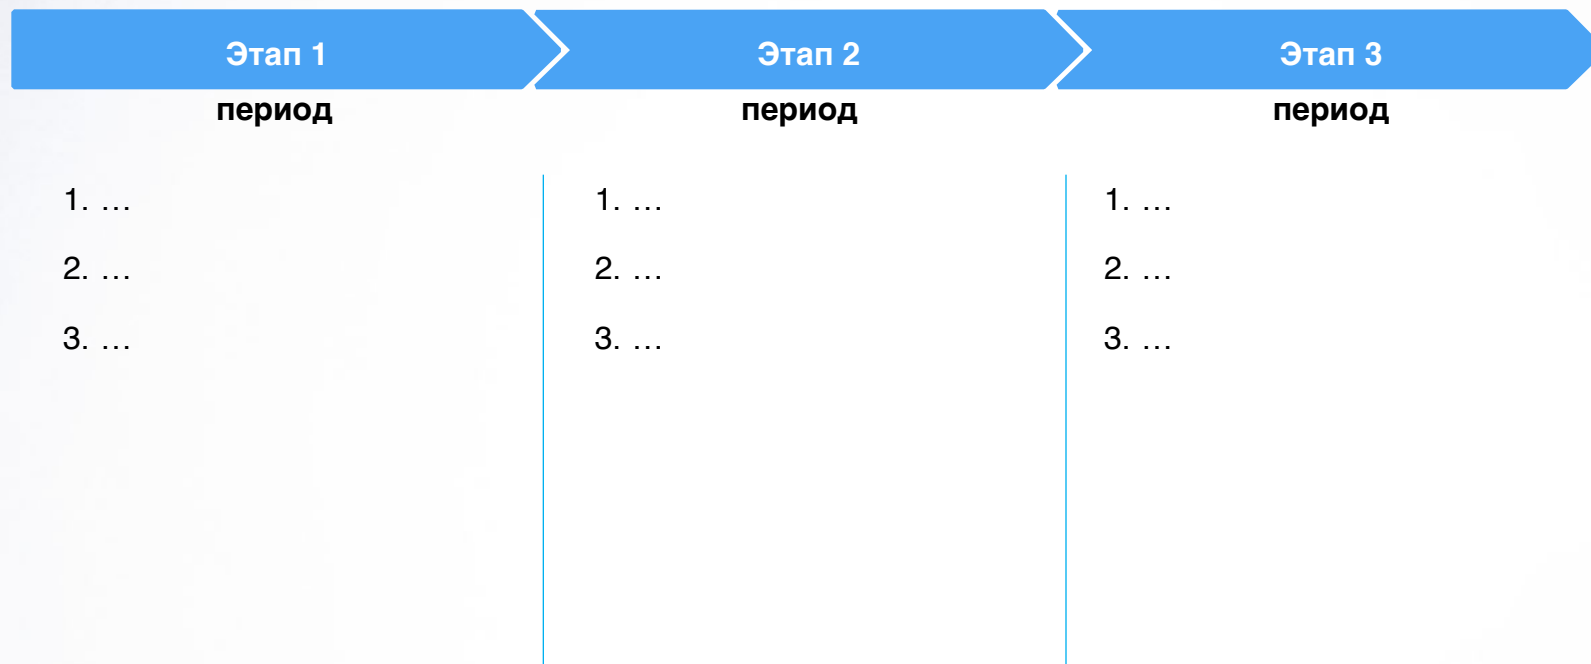 Этап 1
период
1. …
2. …
3. …
Этап 2
период
1. …
2. …
3. …
Этап 3
период
1. …
2. …
3. …